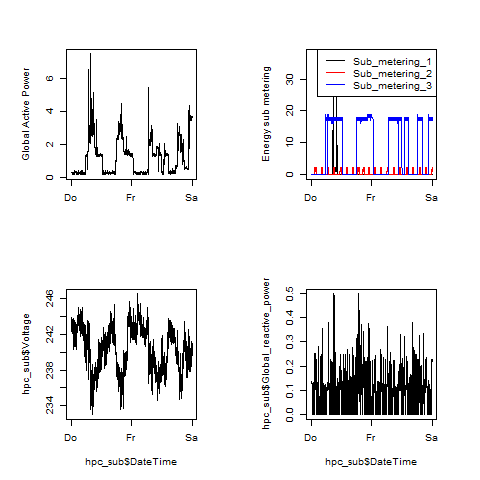 Global Active Power
6
4
2
0
Do Fr Sa
Energy sub metering
30
20
10
0
Sub_metering_1
Sub_metering_2
Sub_metering_3
Do Fr Sa
hpc_sub$Voltage
246
242
238
234
Do Fr Sa
hpc_sub$DateTime
hpc_sub$Global_reactive_power
0.5
0.4
0.3
0.2
0.1
0.0
Do Fr Sa
hpc_sub$DateTime